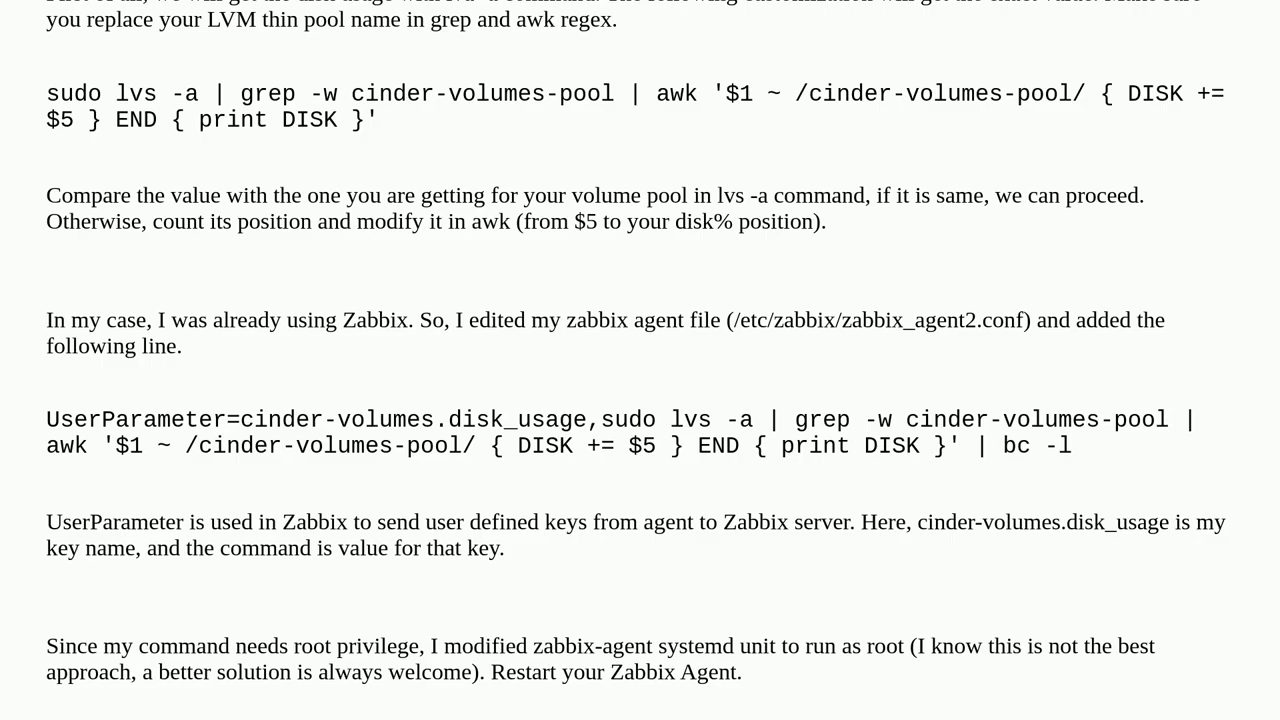 you replace your LVM thin pool name in grep and awk regex.
sudo lvs -a | grep -w cinder-volumes-pool | awk '$1 ~ /cinder-volumes-pool/ { DISK +=
$5 } END { print DISK }'
Compare the value with the one you are getting for your volume pool in lvs -a command, if it is same, we can proceed.
Otherwise, count its position and modify it in awk (from $5 to your disk% position).
In my case, I was already using Zabbix. So, I edited my zabbix agent file (/etc/zabbix/zabbix_agent2.conf) and added the
following line.
UserParameter=cinder-volumes.disk_usage,sudo lvs -a | grep -w cinder-volumes-pool |
awk '$1 ~ /cinder-volumes-pool/ { DISK += $5 } END { print DISK }' | bc -l
UserParameter is used in Zabbix to send user defined keys from agent to Zabbix server. Here, cinder-volumes.disk_usage is my
key name, and the command is value for that key.
Since my command needs root privilege, I modified zabbix-agent systemd unit to run as root (I know this is not the best
approach, a better solution is always welcome). Restart your Zabbix Agent.